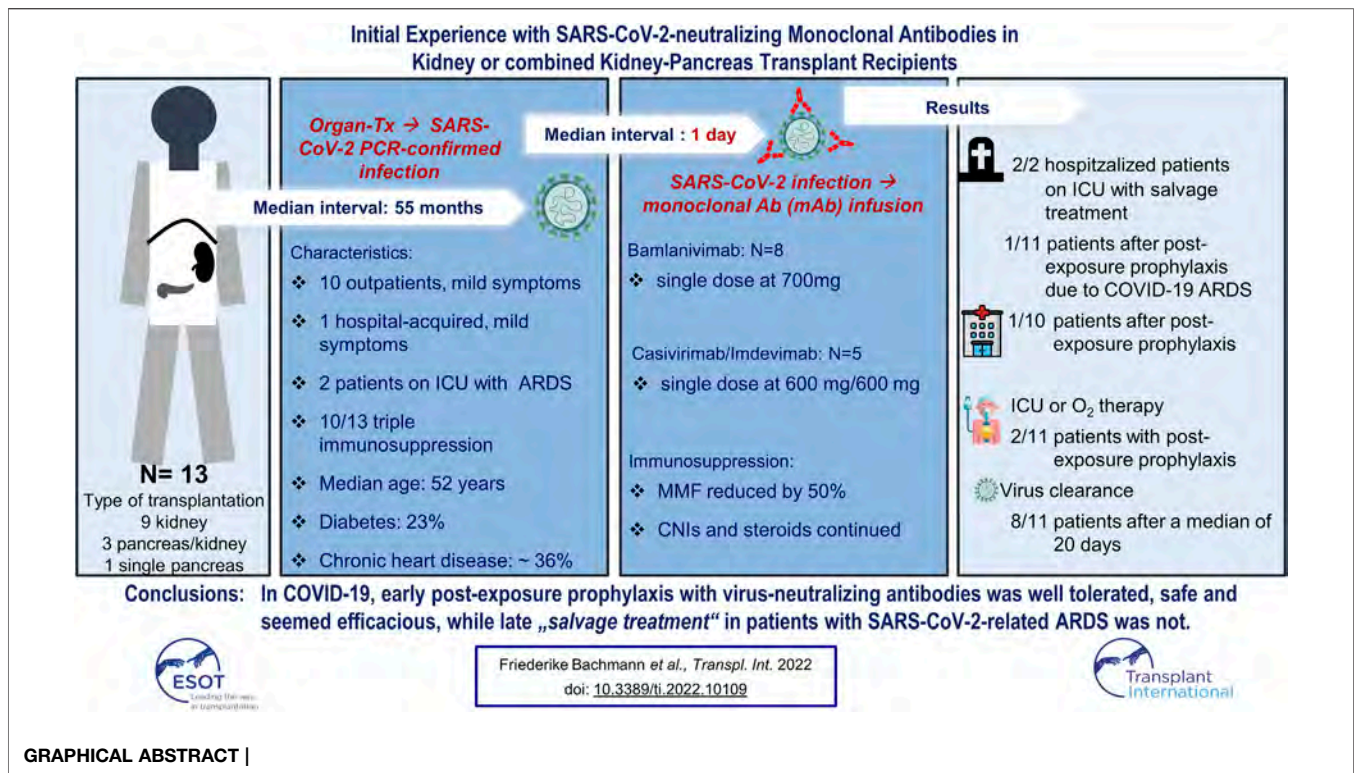 Initial Experience with SARS-CoV-2-neutralizing Monoclonal Antibodies in
Kidney or combined Kidney-Pancreas Transplant Recipients
N= 13
Type of transplantation
9 kidney
3 pancreas/kidney
1 single pancreas
Organ-Tx → SARS-
CoV-2 PCR-confirmed
infection
Median interval: 55 months
Characteristics:
❖ 10 outpatients, mild symptoms
❖ 1 hospital-acquired, mild
symptoms
❖ 2 patients on ICU with ARDS
❖ 10/13 triple
immunosuppression
❖ Median age: 52 years
❖ Diabetes: 23%
❖ Chronic heart disease: ~ 36%
Median interval : 1 day
SARS-CoV-2 infection →
monoclonal Ab (mAb) infusion
Bamlanivimab: N=8
❖ single dose at 700mg
Casivirimab/Imdevimab: N=5
❖ single dose at 600 mg/600 mg
Immunosuppression:
❖ MMF reduced by 50%
❖ CNIs and steroids continued
Results
2/2 hospitzalized patients
on ICU with salvage
treatment
1/11 patients after post-
exposure prophylaxis
due to COVID-19 ARDS
1/10 patients after post-
exposure prophylaxis
ICU or O₂ therapy
2/11 patients with post-
exposure prophylaxis
Virus clearance
8/11 patients after a median of
20 days
Conclusions: In COVID-19, early post-exposure prophylaxis with virus-neutralizing antibodies was well tolerated, safe and
seemed efficacious, while late „salvage treatment“ in patients with SARS-CoV-2-related ARDS was not.
ESOT
Leading the way
in transplantation
Friederike Bachmann et al., Transpl. Int. 2022
doi: 10.3389/ti.2022.10109
Transplant
International
GRAPHICAL ABSTRACT |